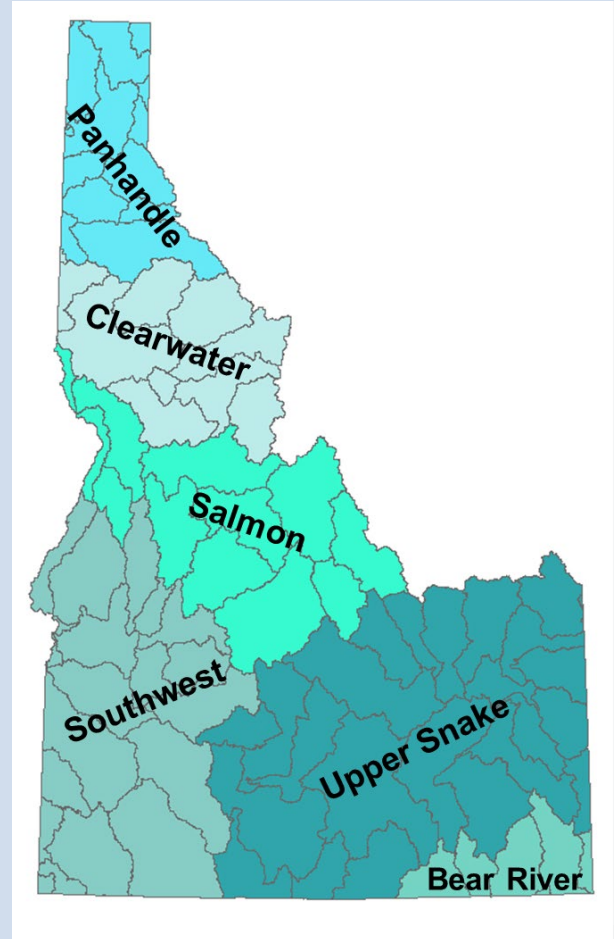 Panhandle
Clearwater
Salmon
Southwest
Upper Snake
Bear River